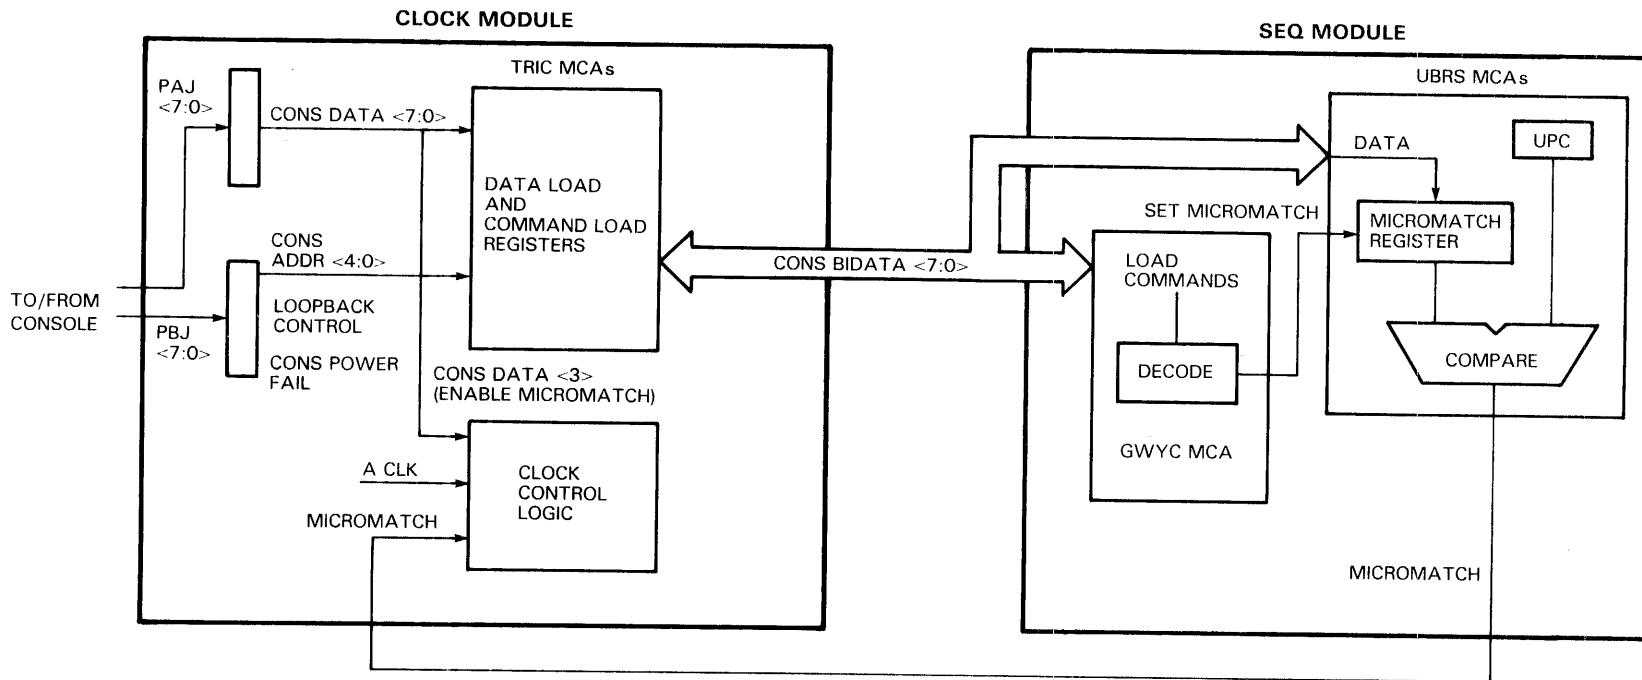 CLOCK MODULE
SEQ MODULE
TRIC MCAs
UBRS MCAs
PAJ
<7:0>
CONS DATA <7:0>
DATA
UPC
DATA LOAD
AND
COMMAND LOAD
REGISTERS
SET MICROMATCH
MICROMATCH
REGISTER
CONS
ADDR <4:0>
CONS BIDATA <7:0>
LOAD
COMMANDS
TO/FROM
CONSOLE
LOOPBACK
CONTROL
PBJ
<7:0>
CONS POWER
FAIL
CONS DATA <3>
(ENABLE MICROMATCH)
DECODE
COMPARE
GWYC MCA
A CLK
CLOCK
CONTROL
LOGIC
MICROMATCH
MICROMATCH